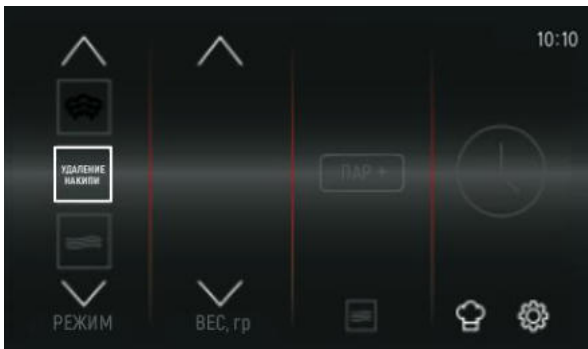 10:10
УДАЛЕНИЕ
НАКИПИ
ПАР +
РЕЖИМ
ВЕС, гр